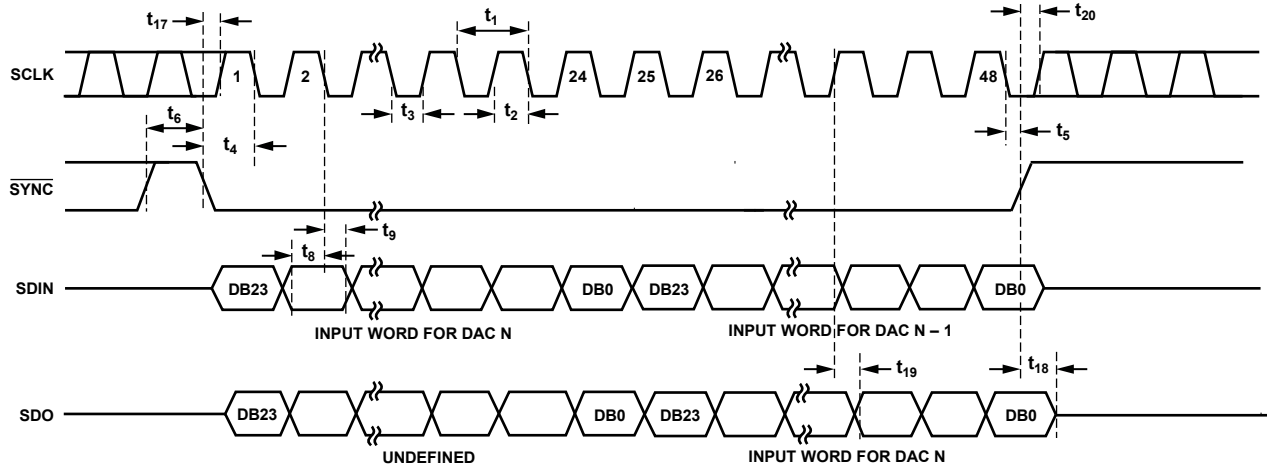 t17
t1
t20
SCLK
1
2
24
25
26
48
t3
t2
t6
t4
t5
SYNC
t9
t8
SDIN
DB23
DB0
DB23
DB0
INPUT WORD FOR DAC N
INPUT WORD FOR DAC N – 1
t19
t18
SDO
DB23
DB0
DB23
DB0
UNDEFINED
INPUT WORD FOR DAC N